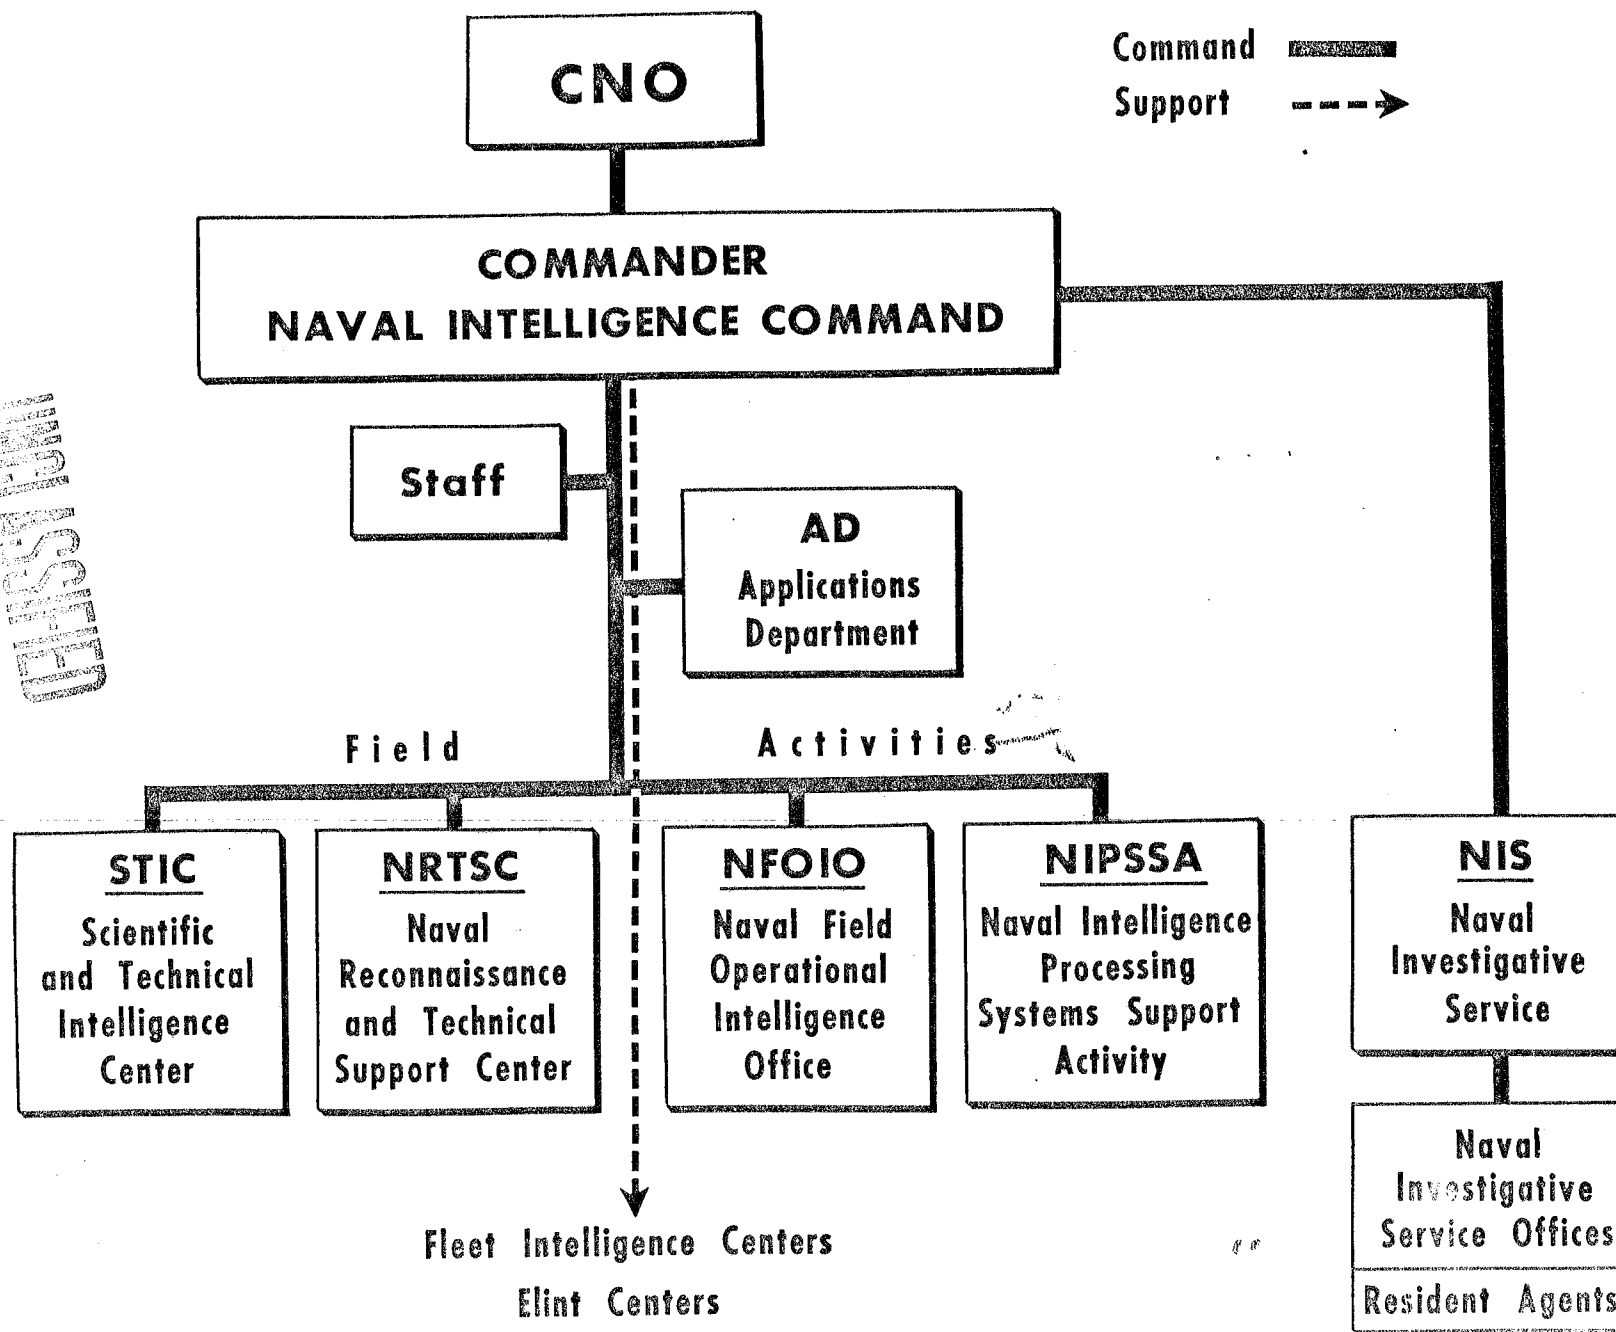 CNO
Command
Support
COMMANDER
NAVAL INTELLIGENCE COMMAND
UNCLASSIFIED
Staff
AD
Applications
Department
Field Activities
STIC
Scientific
and Technical
Intelligence
Center
NRTSC
Naval
Reconnaissance
and Technical
Support Center
NFOIO
Naval Field
Operational
Intelligence
Office
NIPSSA
Naval Intelligence
Processing
Systems Support
Activity
NIS
Naval
Investigative
Service
Naval
Investigative
Service Offices
Resident Agents
Fleet Intelligence Centers
Elint Centers